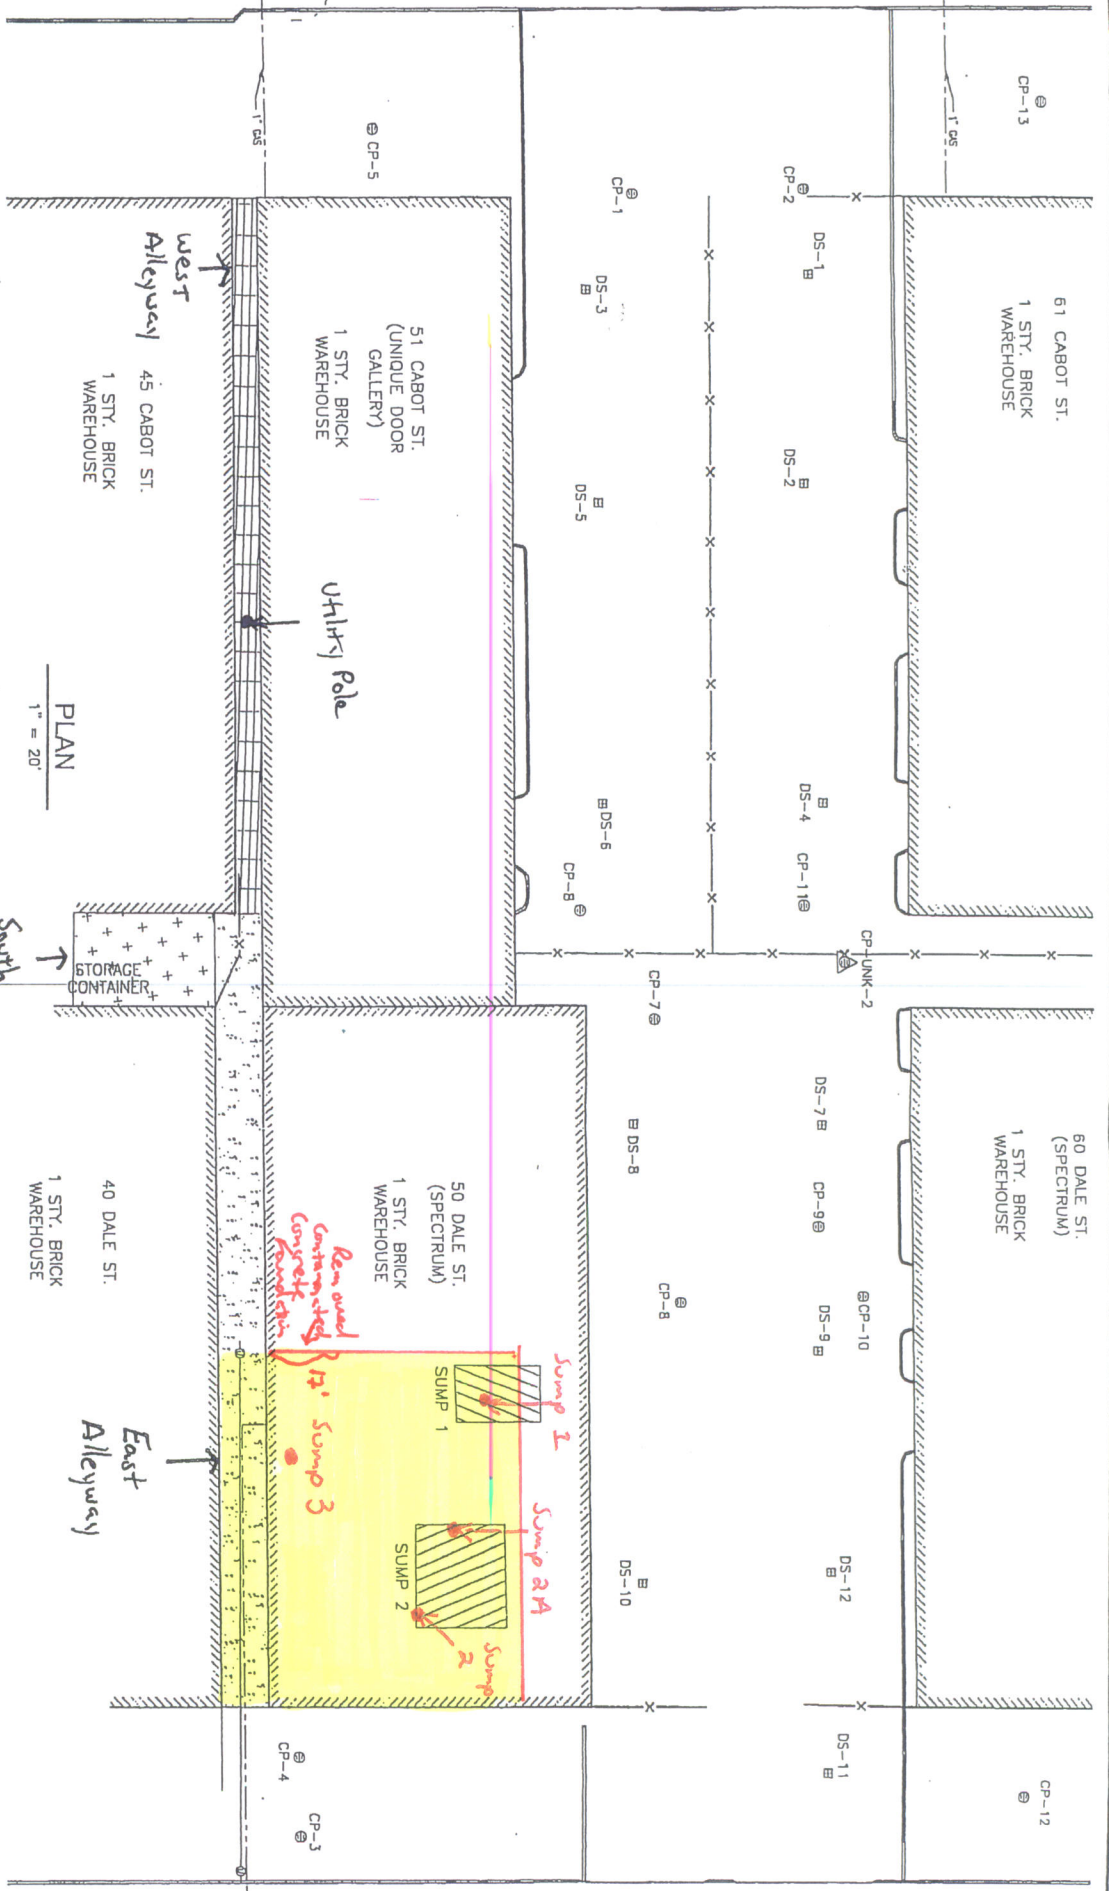 1" GAS
CP-5
CP-13
1" GAS
CP-1
CP-2
DS-1
DS-3
61 CABOT ST.
1 STY. BRICK
WAREHOUSE
West
Alleyway
45 CABOT ST.
1 STY. BRICK
WAREHOUSE
51 CABOT ST.
(UNIQUE DOOR
GALLERY)
1 STY. BRICK
WAREHOUSE
DS-5
DS-2
Utility Pole
PLAN
1" = 20'
DS-6
DS-4
CP-8
CP-11
CP-UNK-2
South
STORAGE
CONTAINER
CP-7
DS-7
DS-8
CP-9
60 DALE ST.
(SPECTRUM)
1 STY. BRICK
WAREHOUSE
40 DALE ST.
1 STY. BRICK
WAREHOUSE
50 DALE ST.
(SPECTRUM)
1 STY. BRICK
WAREHOUSE
CP-8
CP-10
DS-9
Removed
Contaminated
Concrete
Foundation
17'
Sump 1
SUMP 1
Sump 3
East
Alleyway
Sump 2A
SUMP 2
Sump
2
DS-10
DS-12
CP-4
CP-3
DS-11
CP-12